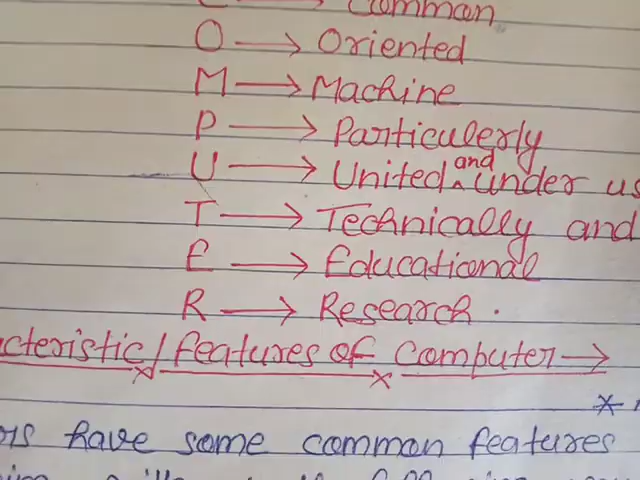 Common
O → Oriented
M → Machine
P → Particulerly
U → United and under us
T → Technically and
E → Educational
R → Research.
cteristic/features of computer →
have some common features